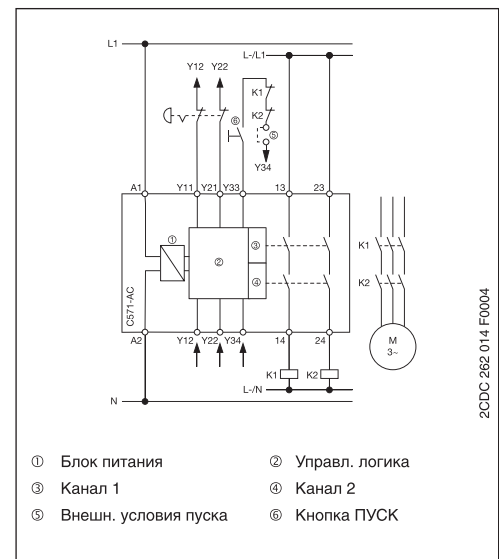 L1
L-/L1
Y12 Y22
K1
K2
⑥
⑤
Y34
A1 Y11 Y21 Y33 13 23
①
②
③
④
C571-AC
K1
K2
M
3~
A2 Y12 Y22 Y34 14 24
K1 K2
L-/N
N
2CDC 262 014 F0004
① Блок питания ② Управл. логика
③ Канал 1 ④ Канал 2
⑤ Внешн. условия пуска ⑥ Кнопка ПУСК